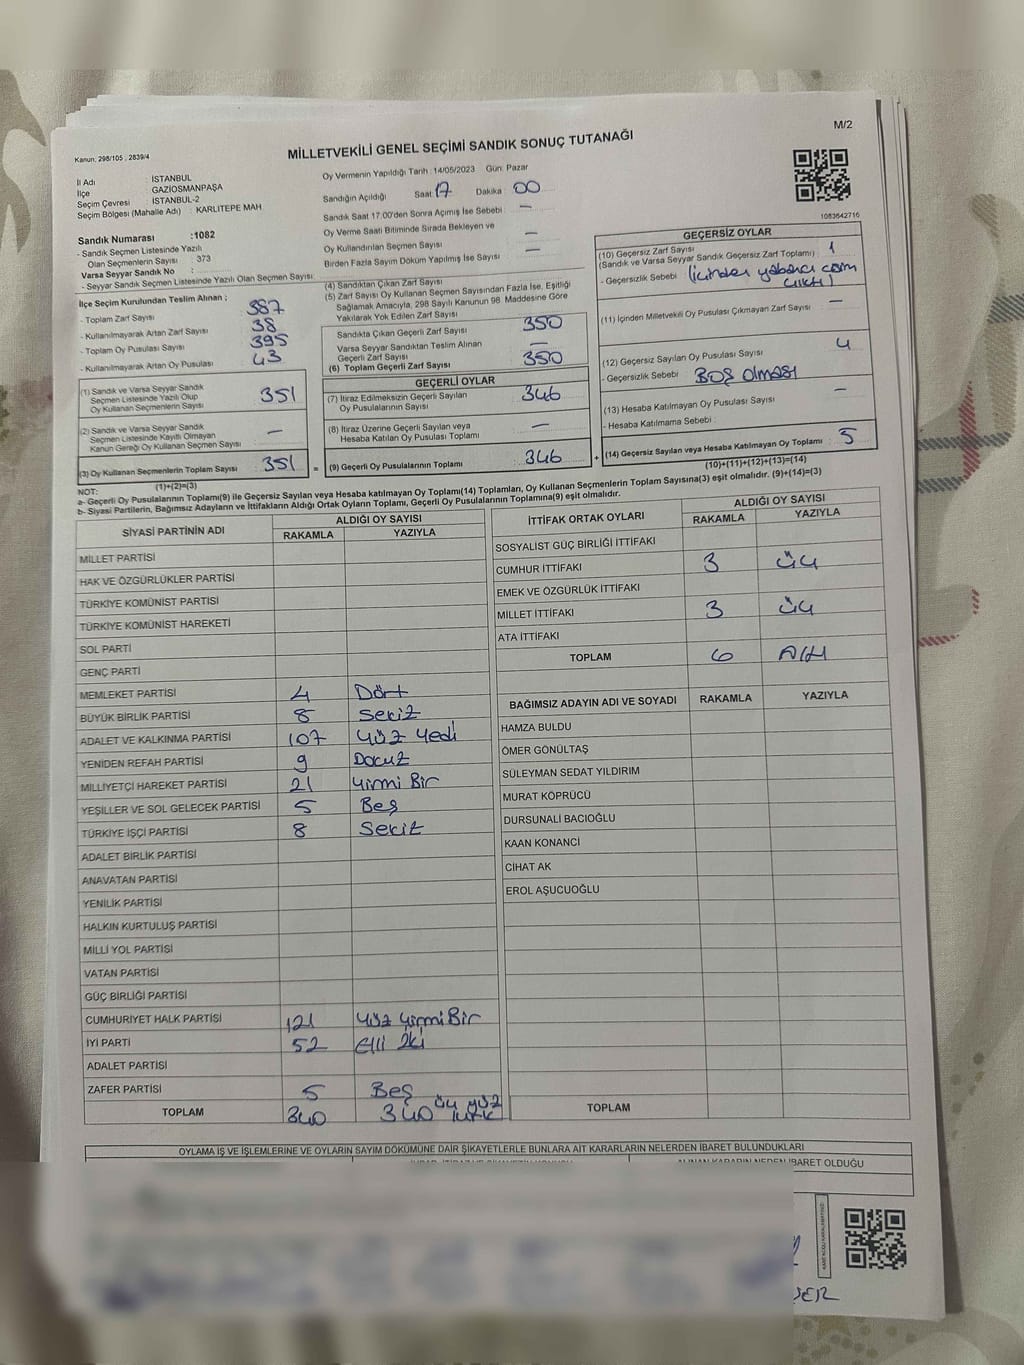 M/2
Kanun, 298/105 , 2839/4
MİLLETVEKİLİ GENEL SEÇİMİ SANDIK SONUÇ TUTANAĞI
İl Adı : İSTANBUL
İlçe : GAZİOSMANPAŞA
Seçim Çevresi : İSTANBUL-2
Seçim Bölgesi (Mahalle Adı) : KARLITEPE MAH.
Sandık Numarası :1082
- Sandık Seçmen Listesinde Yazılı
Olan Seçmenlerin Sayısı : 373
Varsa Seyyar Sandık No :
- Seyyar Sandık Seçmen Listesinde Yazılı Olan Seçmen Sayısı :
Oy Vermenin Yapıldığı Tarih :14/05/2023 Gün: Pazar
Sandığın Açıldığı Saat 17 Dakika 00
Sandık Saat 17:00'den Sonra Açımış İse Sebebi —
Oy Verme Saati Bitiminde Sırada Bekleyen ve
Oy Kullandırılan Seçmen Sayısı —
Birden Fazla Sayım Döküm Yapılmış İse Sayısı —
1083642716
İlçe Seçim Kurulundan Teslim Alınan ;
- Toplam Zarf Sayısı 387
- Kullanılmayarak Artan Zarf Sayısı 38
- Toplam Oy Pusulası Sayısı 395
- Kullanılmayarak Artan Oy Pusulası 43
(1) Sandık ve Varsa Seyyar Sandık
Seçmen Listesinde Yazılı Olup
Oy Kullanan Seçmenlerin Sayısı 351
(2) Sandık ve Varsa Seyyar Sandık
Seçmen Listesinde Kayıtlı Olmayan
Kanun Gereği Oy Kullanan Seçmen Sayısı —
(3) Oy Kullanan Seçmenlerin Toplam Sayısı 351 =
(1)+(2)=(3)
(4) Sandıktan Çıkan Zarf Sayısı
(5) Zarf Sayısı Oy Kullanan Seçmen Sayısından Fazla İse, Eşitliği
Sağlamak Amacıyla, 298 Sayılı Kanunun 98. Maddesine Göre
Yakılarak Yok Edilen Zarf Sayısı
Sandıkta Çıkan Geçerli Zarf Sayısı 350
Varsa Seyyar Sandıktan Teslim Alınan
Geçerli Zarf Sayısı —
(6) Toplam Geçerli Zarf Sayısı 350
GEÇERLİ OYLAR
(7) İtiraz Edilmeksizin Geçerli Sayılan
Oy Pusulalarının Sayısı 346
(8) İtiraz Üzerine Geçerli Sayılan veya
Hesaba Katılan Oy Pusulası Toplamı —
(9) Geçerli Oy Pusulalarının Toplamı 346 +
GEÇERSİZ OYLAR
(10) Geçersiz Zarf Sayısı 1
(Sandık ve Varsa Seyyar Sandık Geçersiz Zarf Toplamı)
- Geçersizlik Sebebi (içinden yabancı cisim
çıktı)
(11) İçinden Milletvekili Oy Pusulası Çıkmayan Zarf Sayısı —
(12) Geçersiz Sayılan Oy Pusulası Sayısı 4
- Geçersizlik Sebebi BOŞ Olması
(13) Hesaba Katılmayan Oy Pusulası Sayısı —
- Hesaba Katılmama Sebebi
(14) Geçersiz Sayılan veya Hesaba Katılmayan Oy Toplamı 5
(10)+(11)+(12)+(13)=(14)
NOT:
a- Geçerli Oy Pusulalarının Toplamı(9) ile Geçersiz Sayılan veya Hesaba katılmayan Oy Toplamı(14) Toplamları, Oy Kullanan Seçmenlerin Toplam Sayısına(3) eşit olmalıdır. (9)+(14)=(3)
b- Siyasi Partilerin, Bağımsız Adayların ve İttifakların Aldığı Ortak Oyların Toplamı, Geçerli Oy Pusulalarının Toplamına(9) eşit olmalıdır.
SİYASİ PARTİNİN ADI ALDIĞI OY SAYISI
RAKAMLA YAZIYLA
MİLLET PARTİSİ
HAK VE ÖZGÜRLÜKLER PARTİSİ
TÜRKİYE KOMÜNİST PARTİSİ
TÜRKİYE KOMÜNİST HAREKETİ
SOL PARTİ
GENÇ PARTİ
MEMLEKET PARTİSİ 4 Dört
BÜYÜK BİRLİK PARTİSİ 8 Sekiz
ADALET VE KALKINMA PARTİSİ 107 Yüz Yedi
YENİDEN REFAH PARTİSİ 9 Dokuz
MİLLİYETÇİ HAREKET PARTİSİ 21 Yirmi Bir
YEŞİLLER VE SOL GELECEK PARTİSİ 5 Beş
TÜRKİYE İŞÇİ PARTİSİ 8 Sekiz
ADALET BİRLİK PARTİSİ
ANAVATAN PARTİSİ
YENİLİK PARTİSİ
HALKIN KURTULUŞ PARTİSİ
MİLLİ YOL PARTİSİ
VATAN PARTİSİ
GÜÇ BİRLİĞİ PARTİSİ
CUMHURİYET HALK PARTİSİ 121 Yüz Yirmi Bir
İYİ PARTİ 52 Elli İki
ADALET PARTİSİ
ZAFER PARTİSİ 5 Beş
TOPLAM 340 340 Üç Yüz
Kırk
İTTİFAK ORTAK OYLARI ALDIĞI OY SAYISI
RAKAMLA YAZIYLA
SOSYALİST GÜÇ BİRLİĞİ İTTİFAKI
CUMHUR İTTİFAKI 3 üç
EMEK VE ÖZGÜRLÜK İTTİFAKI
MİLLET İTTİFAKI 3 üç
ATA İTTİFAKI
TOPLAM 6 Altı
BAĞIMSIZ ADAYIN ADI VE SOYADI RAKAMLA YAZIYLA
HAMZA BULDU
ÖMER GÖNÜLTAŞ
SÜLEYMAN SEDAT YILDIRIM
MURAT KÖPRÜCÜ
DURSUNALİ BACIOĞLU
KAAN KONANCİ
CİHAT AK
EROL AŞUCUOĞLU
TOPLAM
OYLAMA İŞ VE İŞLEMLERİNE VE OYLARIN SAYIM DÖKÜMÜNE DAİR ŞİKAYETLERLE BUNLARA AİT KARARLARIN NELERDEN İBARET BULUNDUKLARI
ALINAN KARARIN NEDEN İBARET OLDUĞU